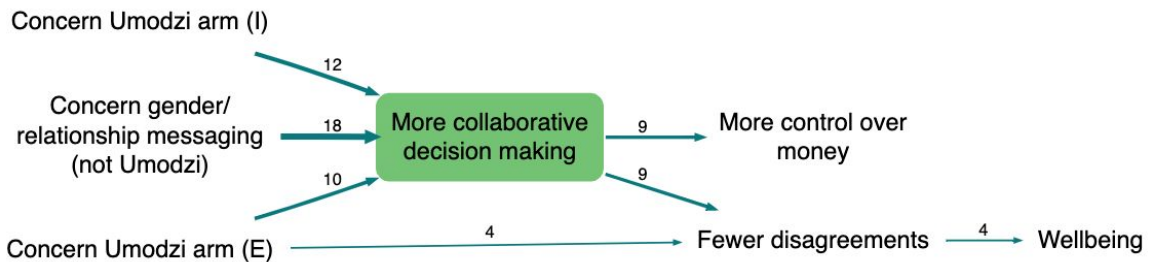 Concern Umodzi arm (I)
12
Concern gender/
relationship messaging
(not Umodzi)
18
More collaborative
decision making
9
More control over
money
10
9
Concern Umodzi arm (E)
4
Fewer disagreements
4
Wellbeing